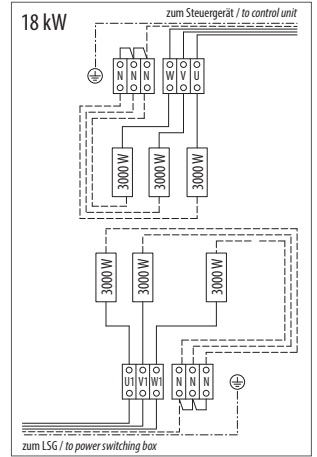 18 kW
zum Steuergerät / to control unit
N N N W V U
3000 W 3000 W 3000 W
3000 W 3000 W 3000 W
U1 V1 W1 N N N
zum LSG / to power switching box